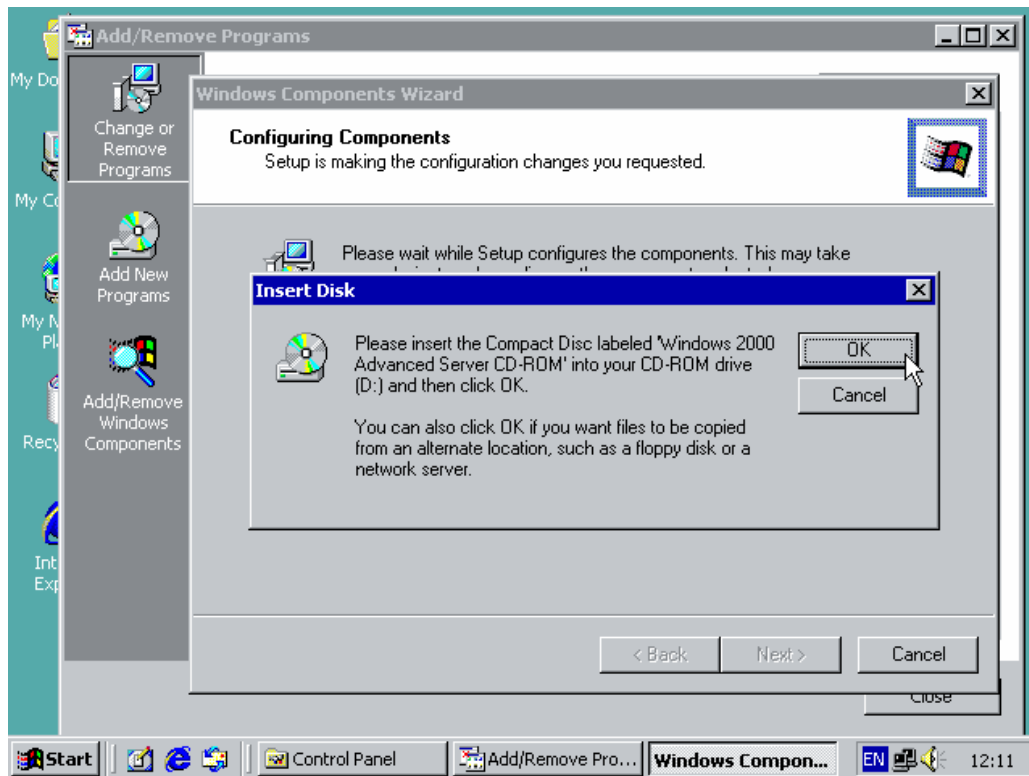 Add/Remove Programs
My Do
Change or
Remove
Programs
Windows Components Wizard
Configuring Components
Setup is making the configuration changes you requested.
My Co
Add New
Programs
Please wait while Setup configures the components. This may take
Insert Disk
Please insert the Compact Disc labeled 'Windows 2000
Advanced Server CD-ROM' into your CD-ROM drive
(D:) and then click OK.
You can also click OK if you want files to be copied
from an alternate location, such as a floppy disk or a
network server.
OK
Cancel
My N
Pl
Add/Remove
Windows
Components
Recy
Int
Exp
< Back
Next >
Cancel
Close
Start
Control Panel
Add/Remove Pro...
Windows Compon...
EN
12:11